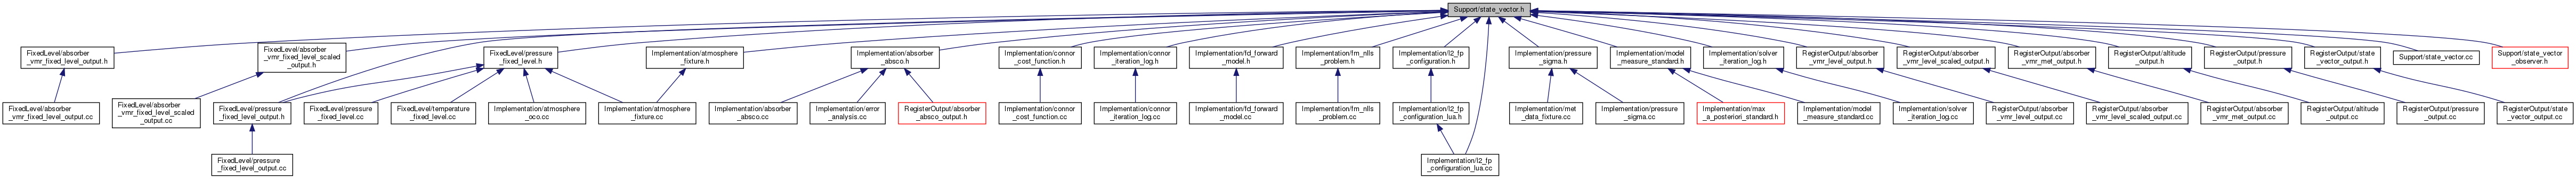 Support/state_vector.h
FixedLevel/absorber
_vmr_fixed_level_output.h
FixedLevel/absorber
_vmr_fixed_level_scaled
_output.h
FixedLevel/pressure
_fixed_level.h
Implementation/atmosphere
_fixture.h
Implementation/absorber
_absco.h
Implementation/connor
_cost_function.h
Implementation/connor
_iteration_log.h
Implementation/fd_forward
_model.h
Implementation/fm_nlls
_problem.h
Implementation/l2_fp
_configuration.h
Implementation/pressure
_sigma.h
Implementation/model
_measure_standard.h
Implementation/solver
_iteration_log.h
RegisterOutput/absorber
_vmr_level_output.h
RegisterOutput/absorber
_vmr_level_scaled_output.h
RegisterOutput/absorber
_vmr_met_output.h
RegisterOutput/altitude
_output.h
RegisterOutput/pressure
_output.h
RegisterOutput/state
_vector_output.h
Support/state_vector.cc
Support/state_vector
_observer.h
FixedLevel/absorber
_vmr_fixed_level_output.cc
FixedLevel/absorber
_vmr_fixed_level_scaled
_output.cc
FixedLevel/pressure
_fixed_level_output.h
FixedLevel/pressure
_fixed_level.cc
FixedLevel/temperature
_fixed_level.cc
Implementation/atmosphere
_oco.cc
Implementation/atmosphere
_fixture.cc
Implementation/absorber
_absco.cc
Implementation/error
_analysis.cc
RegisterOutput/absorber
_absco_output.h
Implementation/connor
_cost_function.cc
Implementation/connor
_iteration_log.cc
Implementation/fd_forward
_model.cc
Implementation/fm_nlls
_problem.cc
Implementation/l2_fp
_configuration_lua.h
Implementation/met
_data_fixture.cc
Implementation/pressure
_sigma.cc
Implementation/max
_a_posteriori_standard.h
Implementation/model
_measure_standard.cc
Implementation/solver
_iteration_log.cc
RegisterOutput/absorber
_vmr_level_output.cc
RegisterOutput/absorber
_vmr_level_scaled_output.cc
RegisterOutput/absorber
_vmr_met_output.cc
RegisterOutput/altitude
_output.cc
RegisterOutput/pressure
_output.cc
RegisterOutput/state
_vector_output.cc
FixedLevel/pressure
_fixed_level_output.cc
Implementation/l2_fp
_configuration_lua.cc